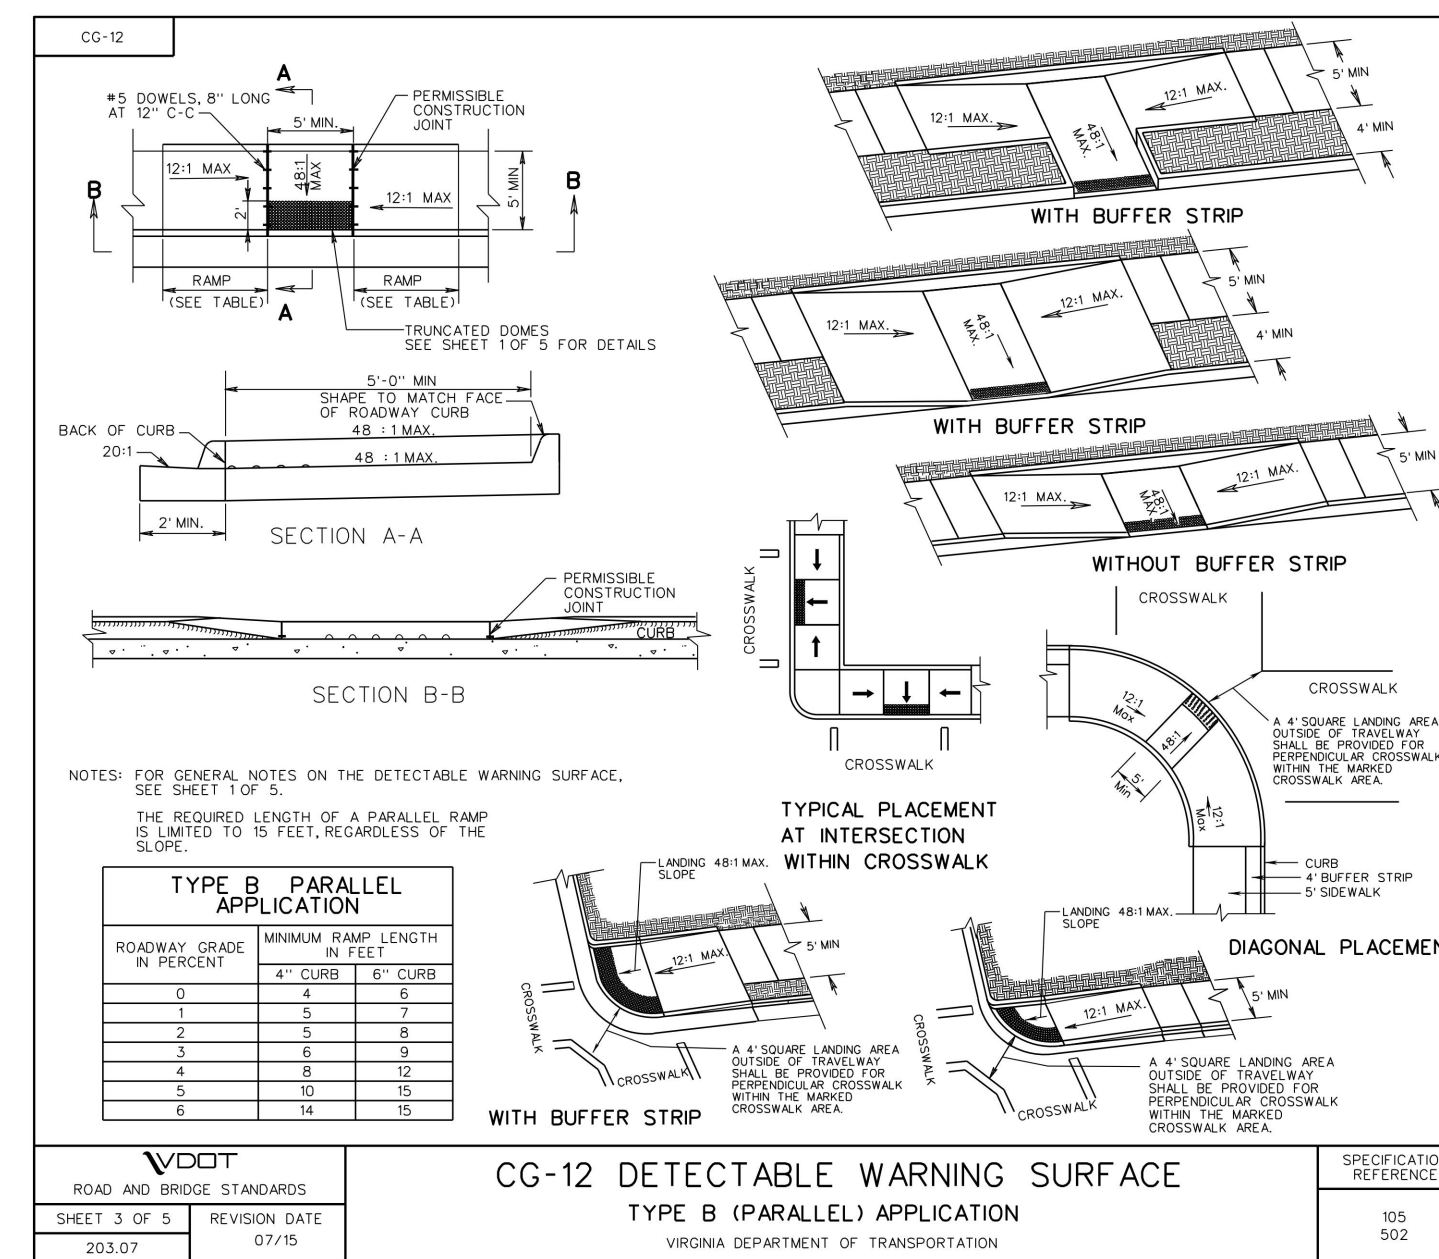 CG-12
A
#5 DOWELS, 8" LONG
AT 12" C-C
PERMISSIBLE
CONSTRUCTION
JOINT
5' MIN.
12:1 MAX
48:1
MAX
5' MIN
B
B
12:1 MAX
2'
RAMP
(SEE TABLE)
RAMP
(SEE TABLE)
A
TRUNCATED DOMES
SEE SHEET 1 OF 5 FOR DETAILS
5'-0" MIN
SHAPE TO MATCH FACE
OF ROADWAY CURB
BACK OF CURB
48 : 1 MAX.
20:1
48 : 1 MAX.
2' MIN.
SECTION A-A
PERMISSIBLE
CONSTRUCTION
JOINT
CURB
SECTION B-B
12:1 MAX.
12:1 MAX.
48:1
MAX.
5' MIN
4' MIN
WITH BUFFER STRIP
12:1 MAX.
48:1
MAX.
12:1 MAX.
5' MIN
4' MIN
WITH BUFFER STRIP
12:1 MAX.
48:1
MAX
12:1 MAX.
5' MIN
WITHOUT BUFFER STRIP
CROSSWALK
CROSSWALK
TYPICAL PLACEMENT
AT INTERSECTION
WITHIN CROSSWALK
CROSSWALK
CROSSWALK
12:1
Max
48:1
5'
Min
12:1
Max
A 4' SQUARE LANDING AREA
OUTSIDE OF TRAVELWAY
SHALL BE PROVIDED FOR
PERPENDICULAR CROSSWALK
WITHIN THE MARKED
CROSSWALK AREA.
CURB
4' BUFFER STRIP
5' SIDEWALK
DIAGONAL PLACEMEN
NOTES: FOR GENERAL NOTES ON THE DETECTABLE WARNING SURFACE,
SEE SHEET 1 OF 5.
THE REQUIRED LENGTH OF A PARALLEL RAMP
IS LIMITED TO 15 FEET, REGARDLESS OF THE
SLOPE.
TYPE B PARALLEL
APPLICATION
ROADWAY GRADE
IN PERCENT
MINIMUM RAMP LENGTH
IN FEET
4" CURB 6" CURB
0 4 6
1 5 7
2 5 8
3 6 9
4 8 12
5 10 15
6 14 15
LANDING 48:1 MAX.
SLOPE
12:1 MAX.
5' MIN
CROSSWALK
CROSSWALK
A 4' SQUARE LANDING AREA
OUTSIDE OF TRAVELWAY
SHALL BE PROVIDED FOR
PERPENDICULAR CROSSWALK
WITHIN THE MARKED
CROSSWALK AREA.
WITH BUFFER STRIP
LANDING 48:1 MAX.
SLOPE
12:1 MAX.
5' MIN
CROSSWALK
CROSSWALK
A 4' SQUARE LANDING AREA
OUTSIDE OF TRAVELWAY
SHALL BE PROVIDED FOR
PERPENDICULAR CROSSWALK
WITHIN THE MARKED
CROSSWALK AREA.
VDOT
ROAD AND BRIDGE STANDARDS
SHEET 3 OF 5
203.07
REVISION DATE
07/15
CG-12 DETECTABLE WARNING SURFACE
TYPE B (PARALLEL) APPLICATION
VIRGINIA DEPARTMENT OF TRANSPORTATION
SPECIFICATIO
REFERENCE
105
502